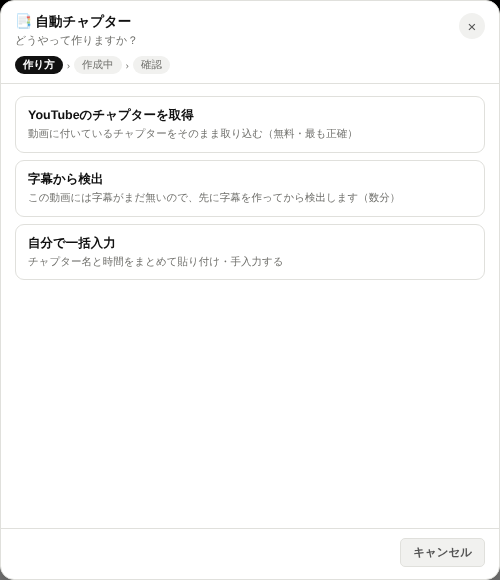 📑 自動チャプター
どうやって作りますか？
作り方 › 作成中 › 確認
×
YouTubeのチャプターを取得
動画に付いているチャプターをそのまま取り込む（無料・最も正確）
字幕から検出
この動画には字幕がまだ無いので、先に字幕を作ってから検出します（数分）
自分で一括入力
チャプター名と時間をまとめて貼り付け・手入力する
キャンセル